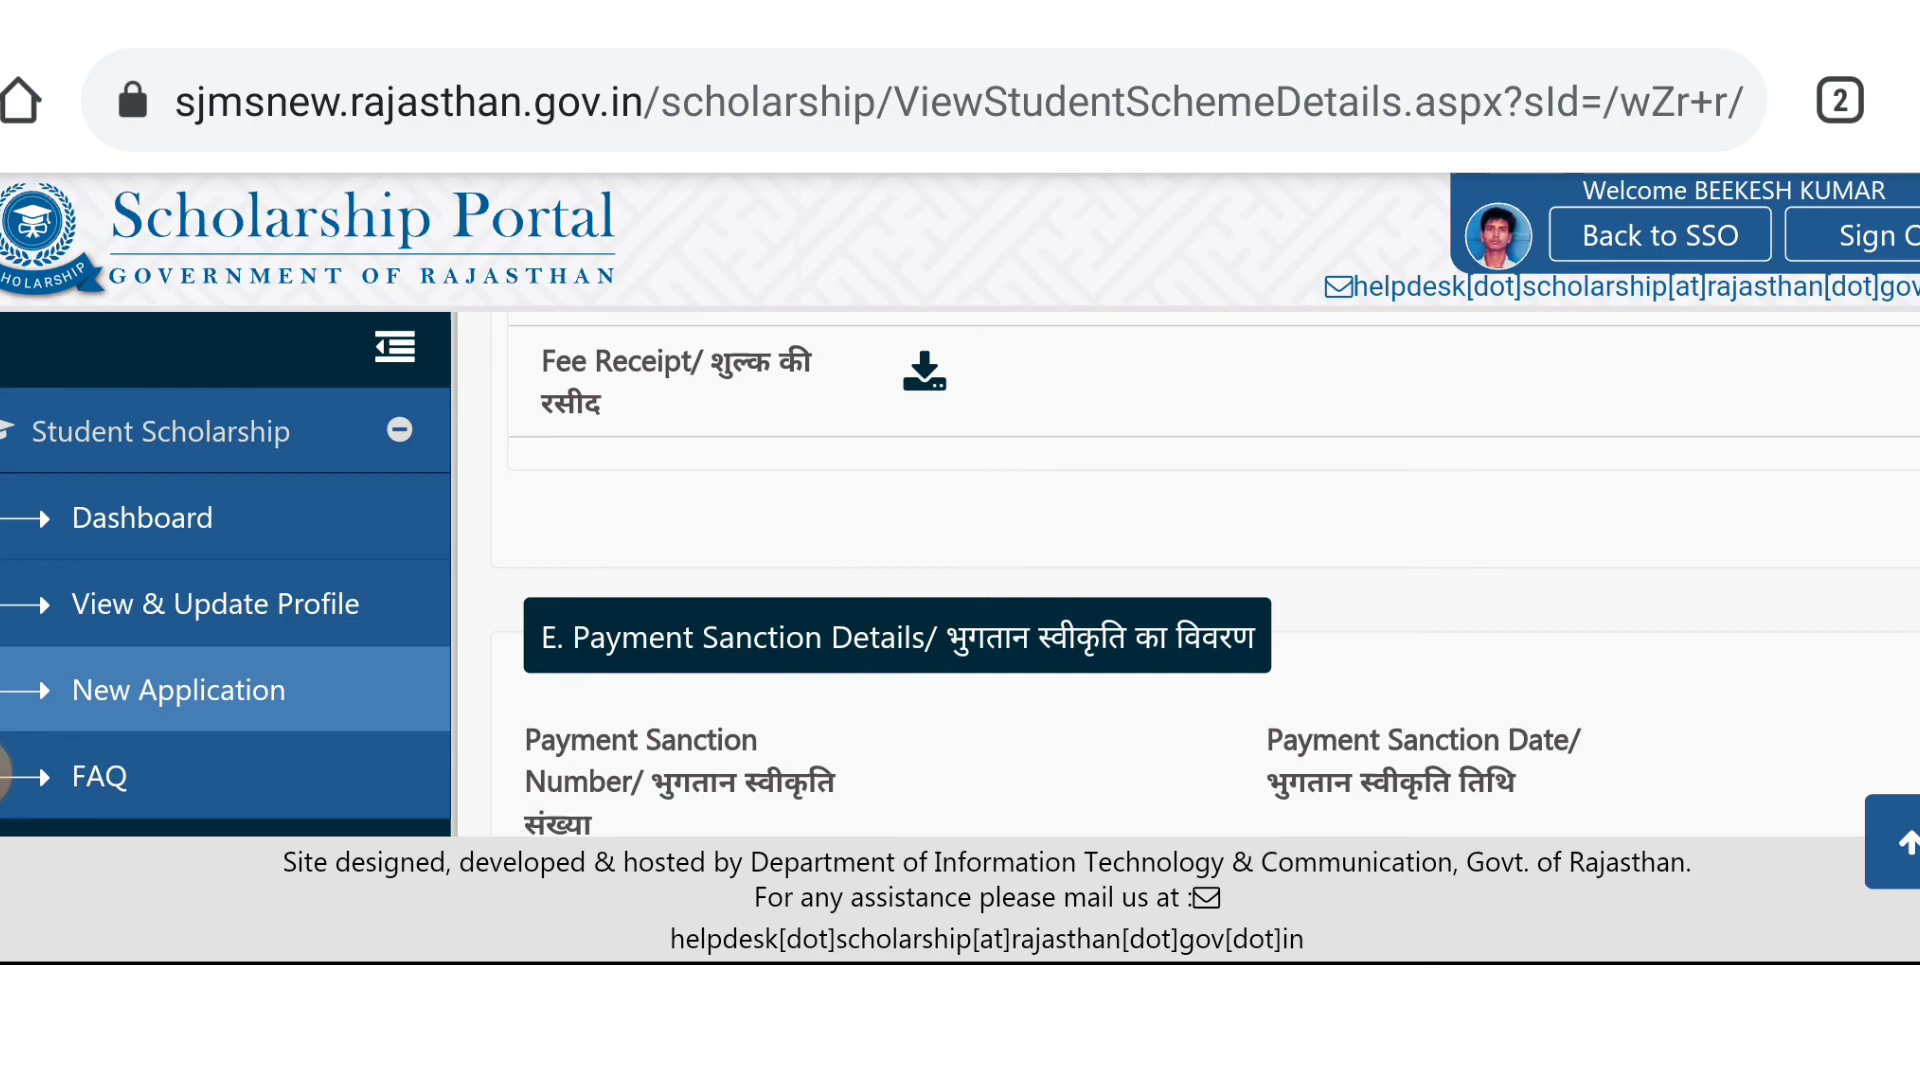 sjmsnew.rajasthan.gov.in/scholarship/ViewStudentSchemeDetails.aspx?sId=/wZr+r/
2
Scholarship Portal
GOVERNMENT OF RAJASTHAN
HOLARSHIP
Welcome BEEKESH KUMAR
Back to SSO
Sign O
helpdesk[dot]scholarship[at]rajasthan[dot]gov
Student Scholarship
Dashboard
View & Update Profile
New Application
FAQ
Fee Receipt/ शुल्क की
रसीद
E. Payment Sanction Details/ भुगतान स्वीकृति का विवरण
Payment Sanction
Number/ भुगतान स्वीकृति
संख्या
Payment Sanction Date/
भुगतान स्वीकृति तिथि
Site designed, developed & hosted by Department of Information Technology & Communication, Govt. of Rajasthan.
For any assistance please mail us at :
helpdesk[dot]scholarship[at]rajasthan[dot]gov[dot]in